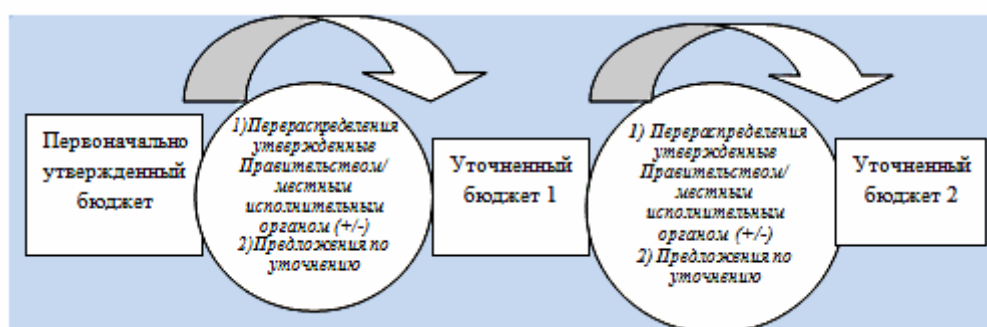 Первоначально
утвержденный
бюджет
1)Перераспределения
утвержденные
Правительством/
местным
исполнительным
органом (+/-)
2)Предложения по
уточнению
Уточненный
бюджет 1
1) Перераспределения
утвержденные
Правительством/
местным
исполнительным
органом (+/-)
2) Предложения по
уточнению
Уточненный
бюджет 2